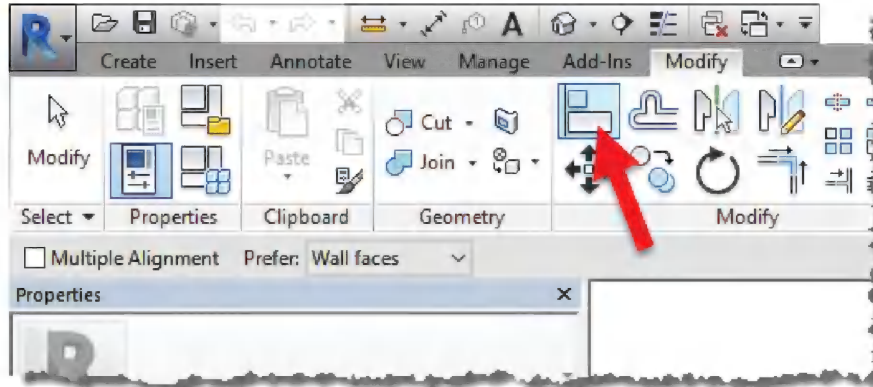 A
Create Insert Annotate View Manage Add-Ins Modify
Modify Paste Cut Join
Select Properties Clipboard Geometry Modify
Multiple Alignment Prefer: Wall faces
Properties
R